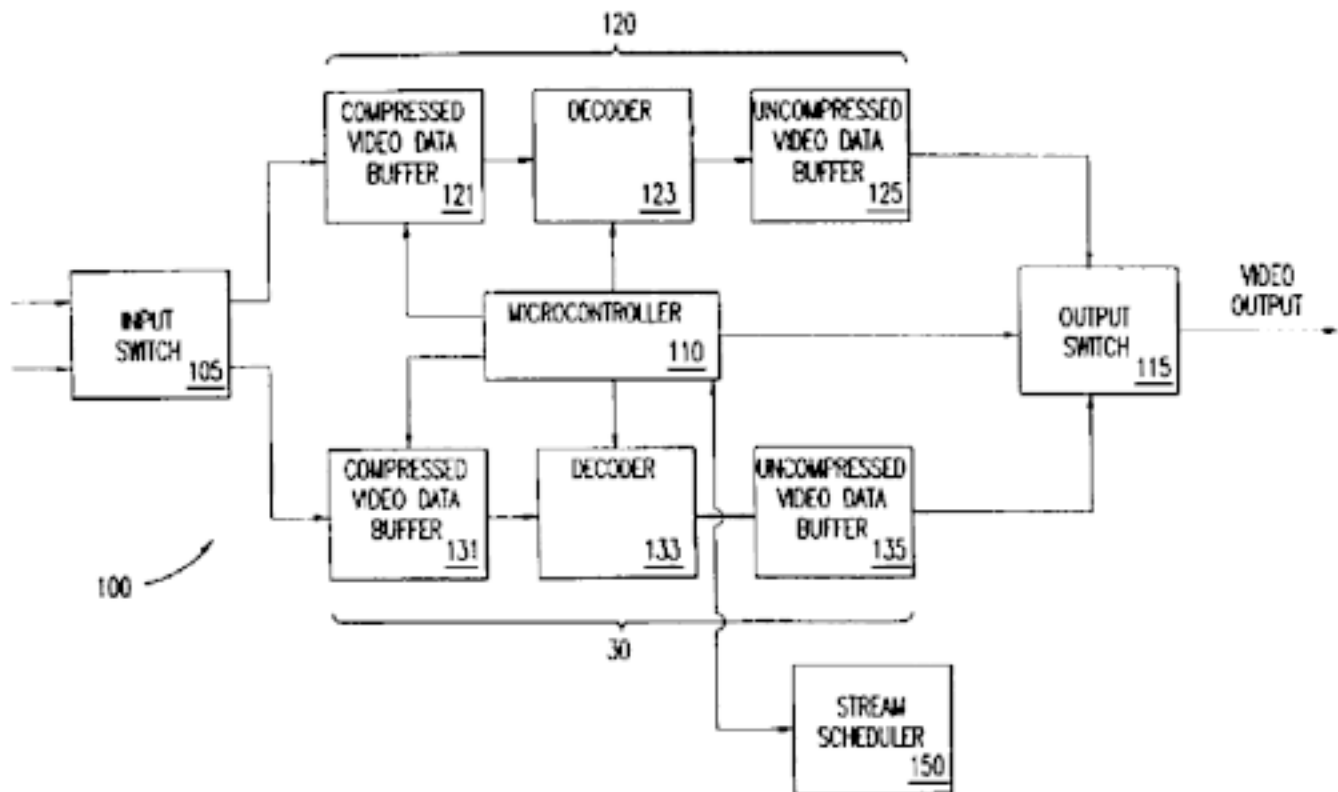 120
COMPRESSED
VIDEO DATA
BUFFER
121
DECODER
123
UNCOMPRESSED
VIDEO DATA
BUFFER
125
INPUT
SWITCH
105
MICROCONTROLLER
110
OUTPUT
SWITCH
115
VIDEO
OUTPUT
COMPRESSED
VIDEO DATA
BUFFER
131
DECODER
133
UNCOMPRESSED
VIDEO DATA
BUFFER
135
100
30
STREAM
SCHEDULER
150